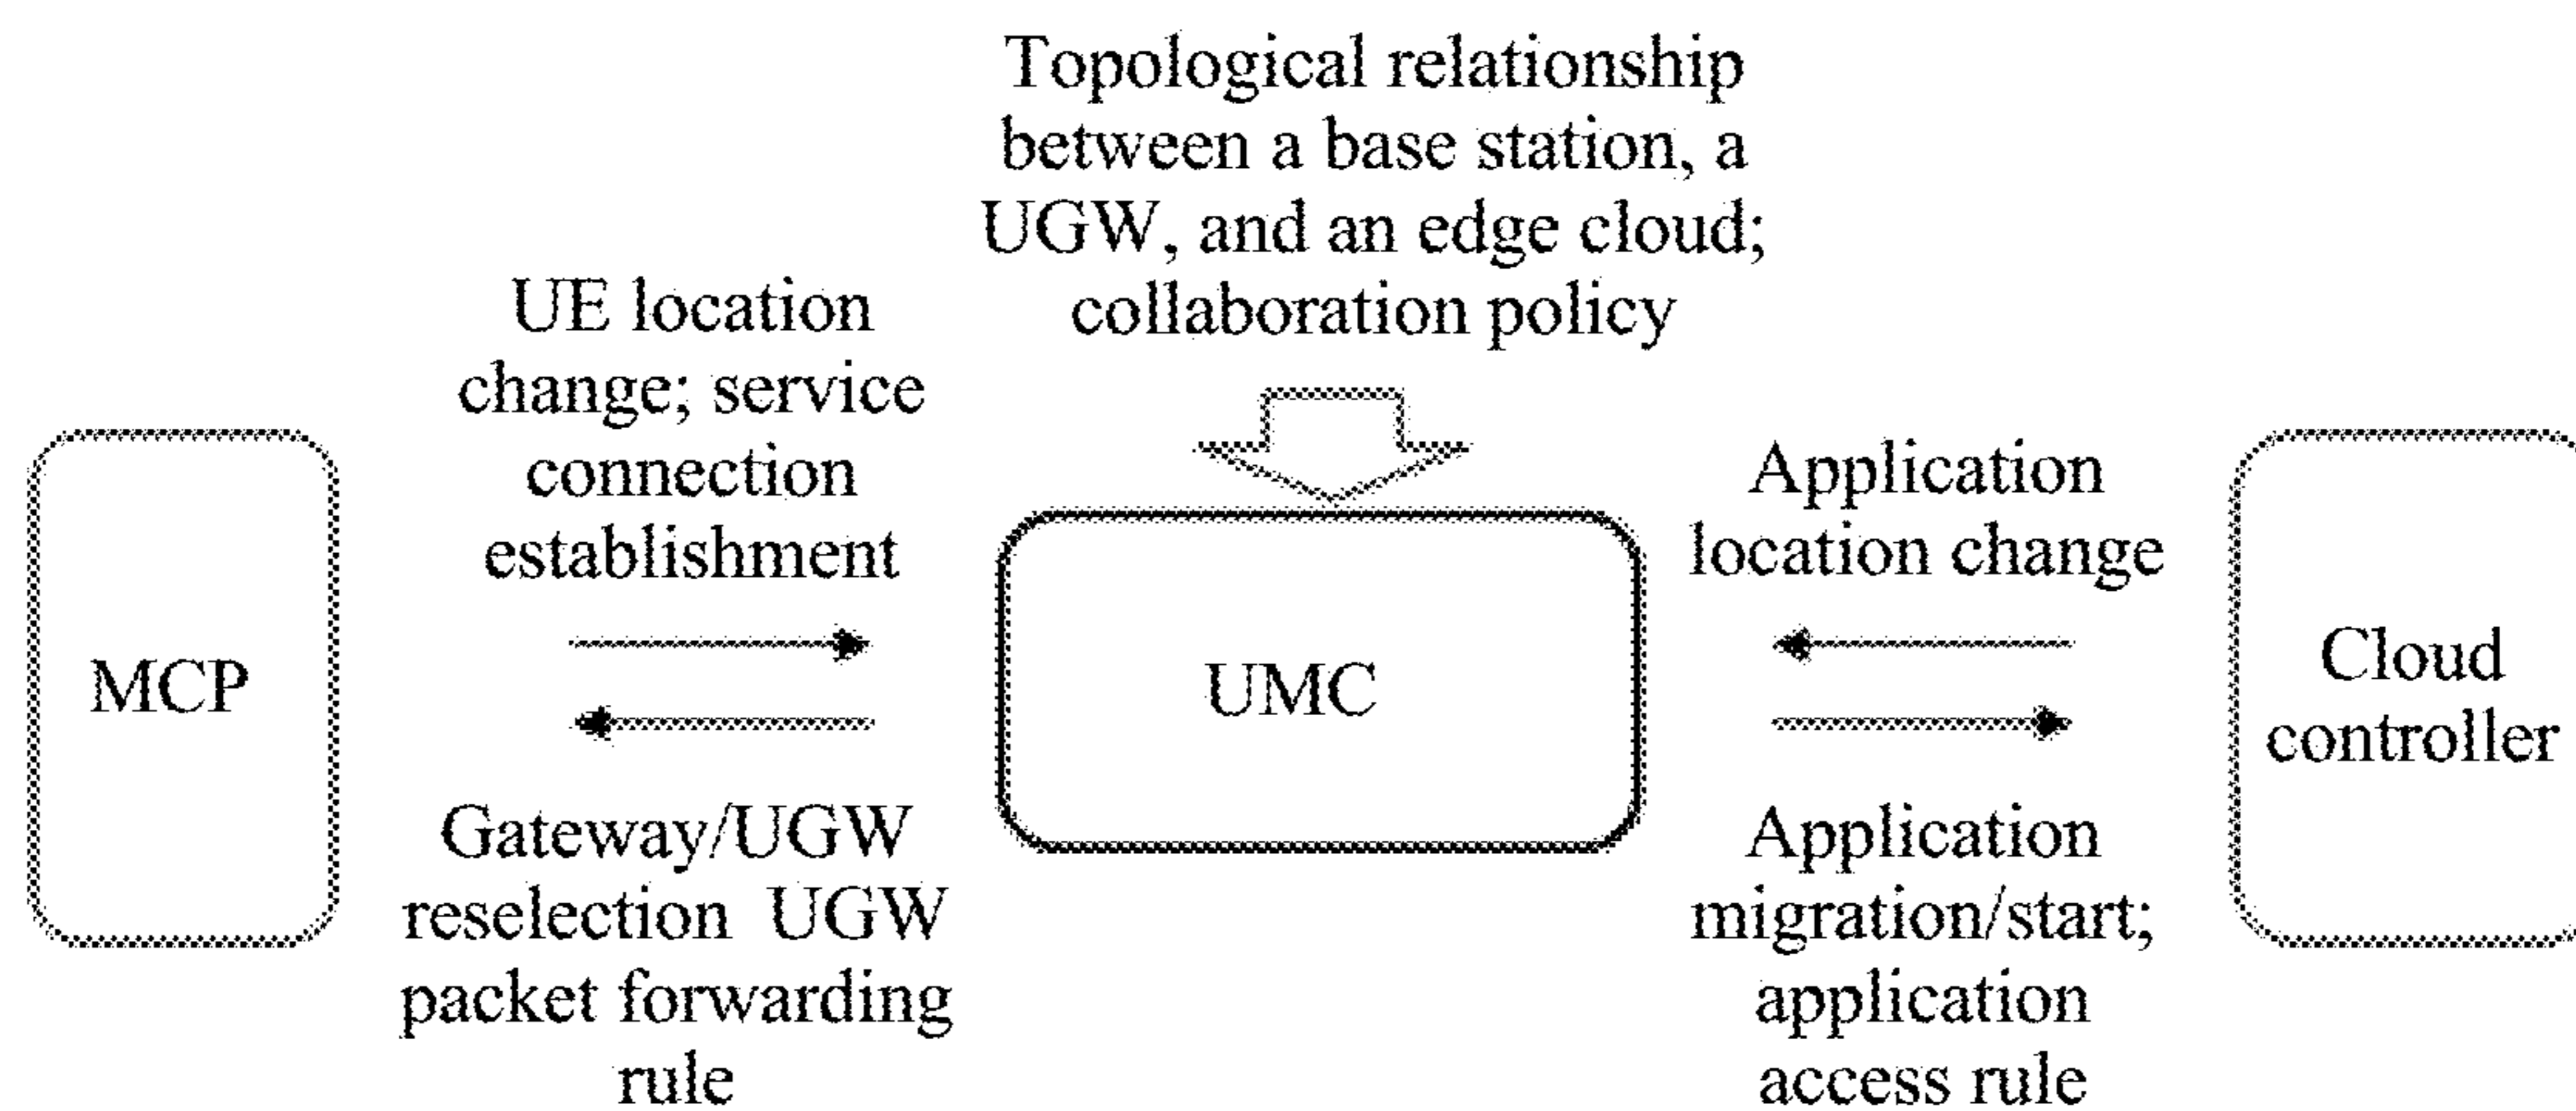 Topological relationship
between a base station, a
UGW, and an edge cloud;
collaboration policy
UE location
change; service
connection
establishment
Application
location change
MCP
UMC
Cloud
controller
Gateway/UGW
reselection UGW
packet forwarding
rule
Application
migration/start;
application
access rule